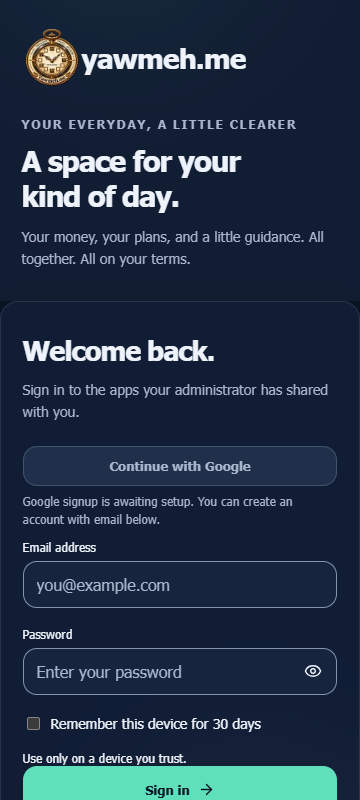 yawmeh.me
YOUR EVERYDAY, A LITTLE CLEARER
A space for your
kind of day.
Your money, your plans, and a little guidance. All
together. All on your terms.
Welcome back.
Sign in to the apps your administrator has shared
with you.
Continue with Google
Google signup is awaiting setup. You can create an
account with email below.
Email address
you@example.com
Password
Enter your password
Remember this device for 30 days
Use only on a device you trust.
Sign in